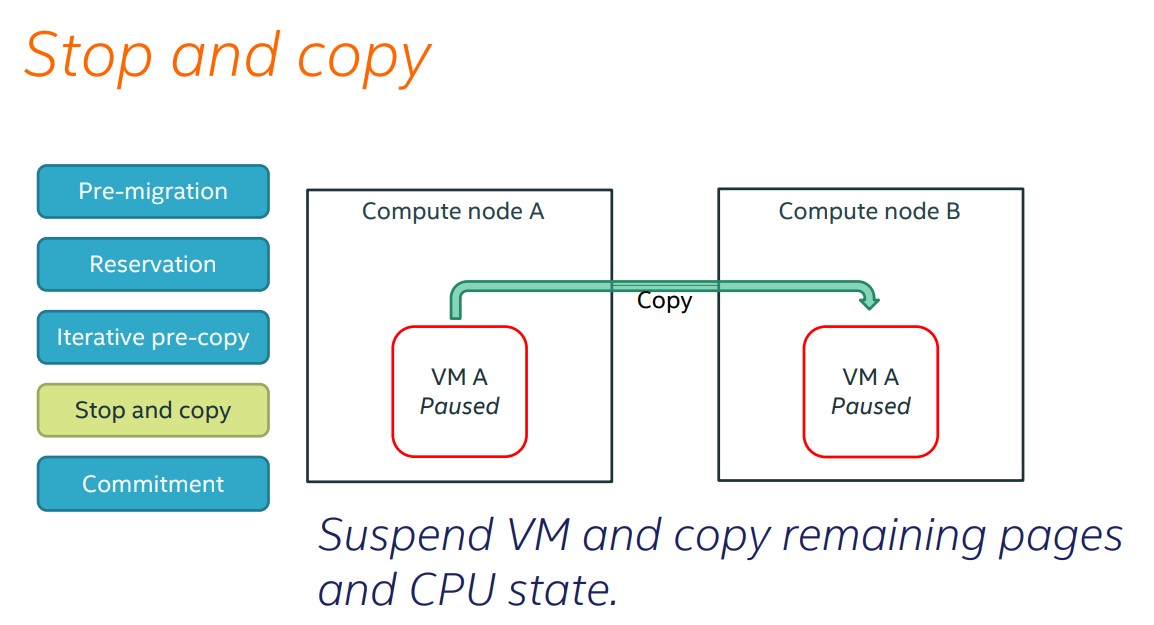 Stop and copy
Pre-migration
Reservation
Iterative pre-copy
Stop and copy
Commitment
Compute node A
VM A
Paused
Copy
Compute node B
VM A
Paused
Suspend VM and copy remaining pages
and CPU state.